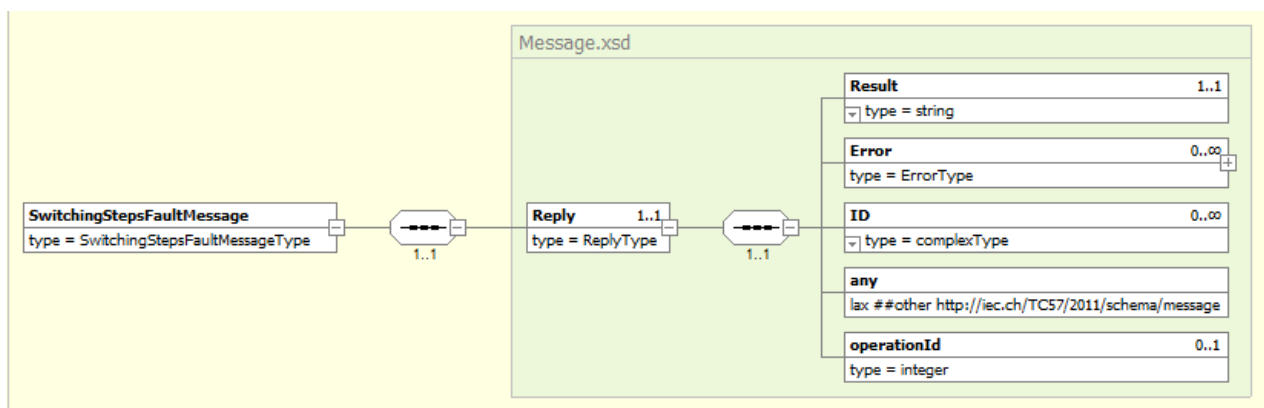 Message.xsd
Result 1..1
type = string
Error 0..∞
type = ErrorType
SwitchingStepsFaultMessage
type = SwitchingStepsFaultMessageType
1..1
Reply 1..1
type = ReplyType
1..1
ID 0..∞
type = complexType
any
lax ##other http://iec.ch/TC57/2011/schema/message
operationId 0..1
type = integer